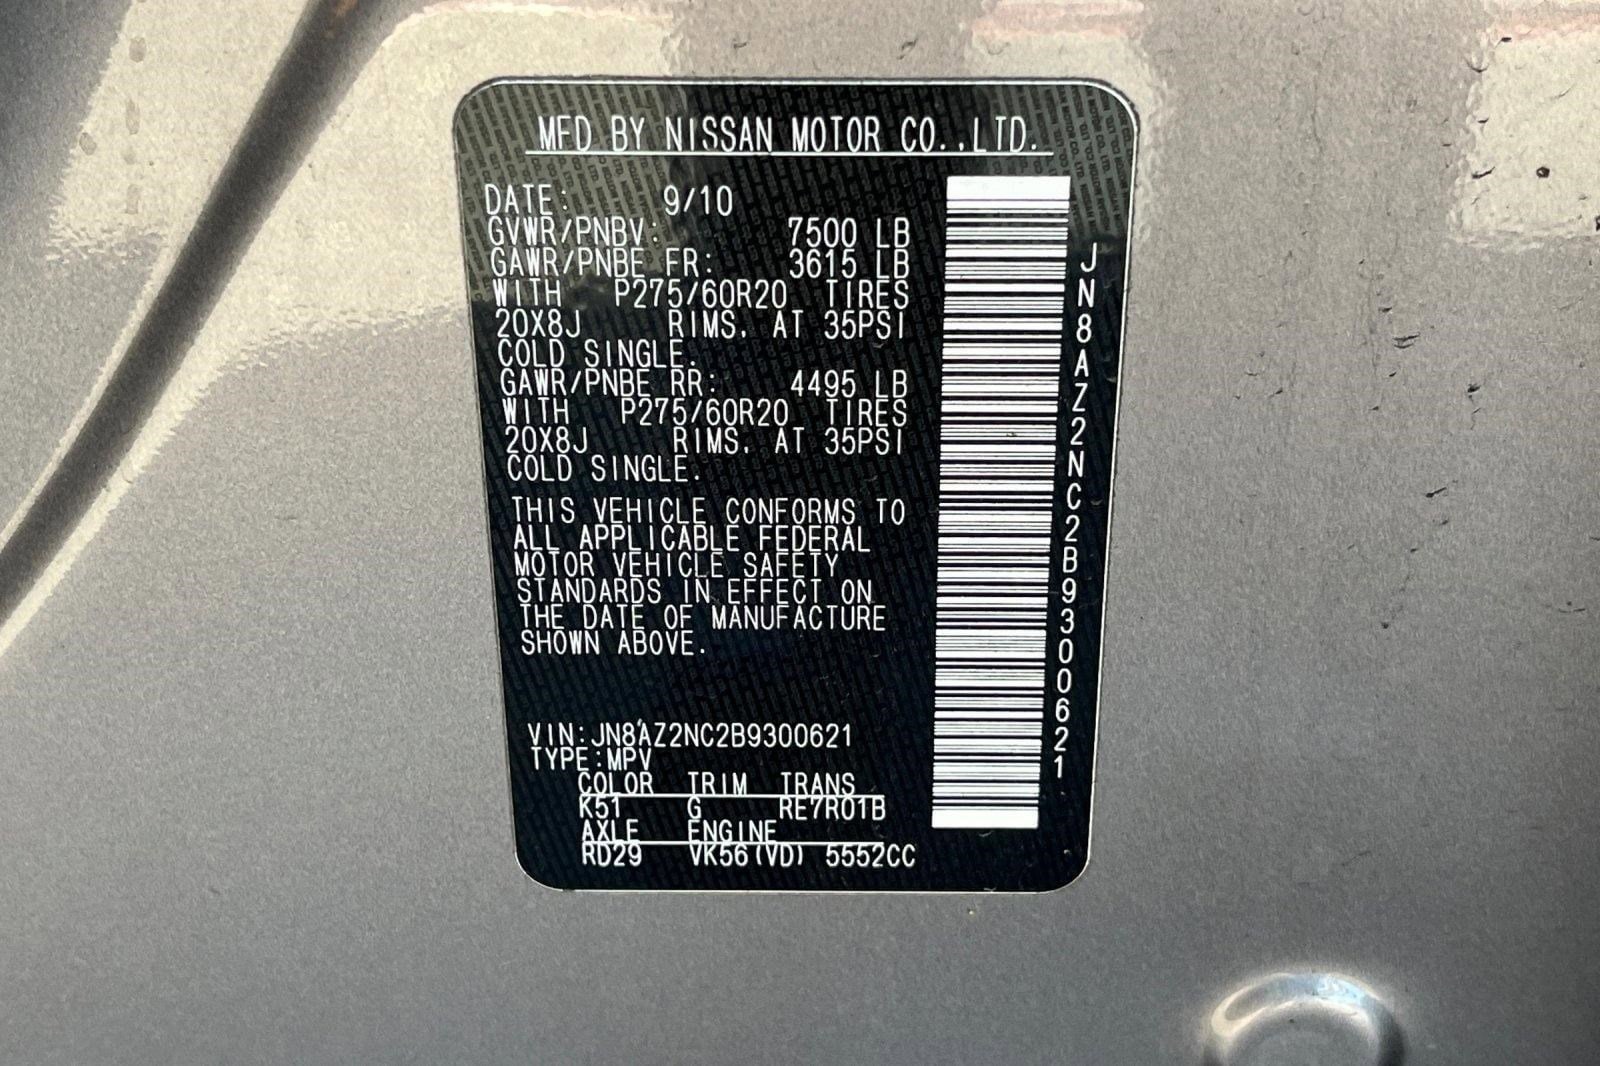 MFD BY NISSAN MOTOR CO.,LTD.
DATE: 9/10
GVWR/PNBV: 7500 LB
GAWR/PNBE FR: 3615 LB
WITH P275/60R20 TIRES
20X8J RIMS, AT 35PSI
COLD SINGLE.
GAWR/PNBE RR: 4495 LB
WITH P275/60R20 TIRES
20X8J RIMS, AT 35PSI
COLD SINGLE.
THIS VEHICLE CONFORMS TO
ALL APPLICABLE FEDERAL
MOTOR VEHICLE SAFETY
STANDARDS IN EFFECT ON
THE DATE OF MANUFACTURE
SHOWN ABOVE.
VIN:JN8AZ2NC2B9300621
TYPE:MPV
COLOR TRIM TRANS
K51 G RE7R01B
AXLE ENGINE
RD29 VK56(VD) 5552CC
JN8AZ2NC2B9300621